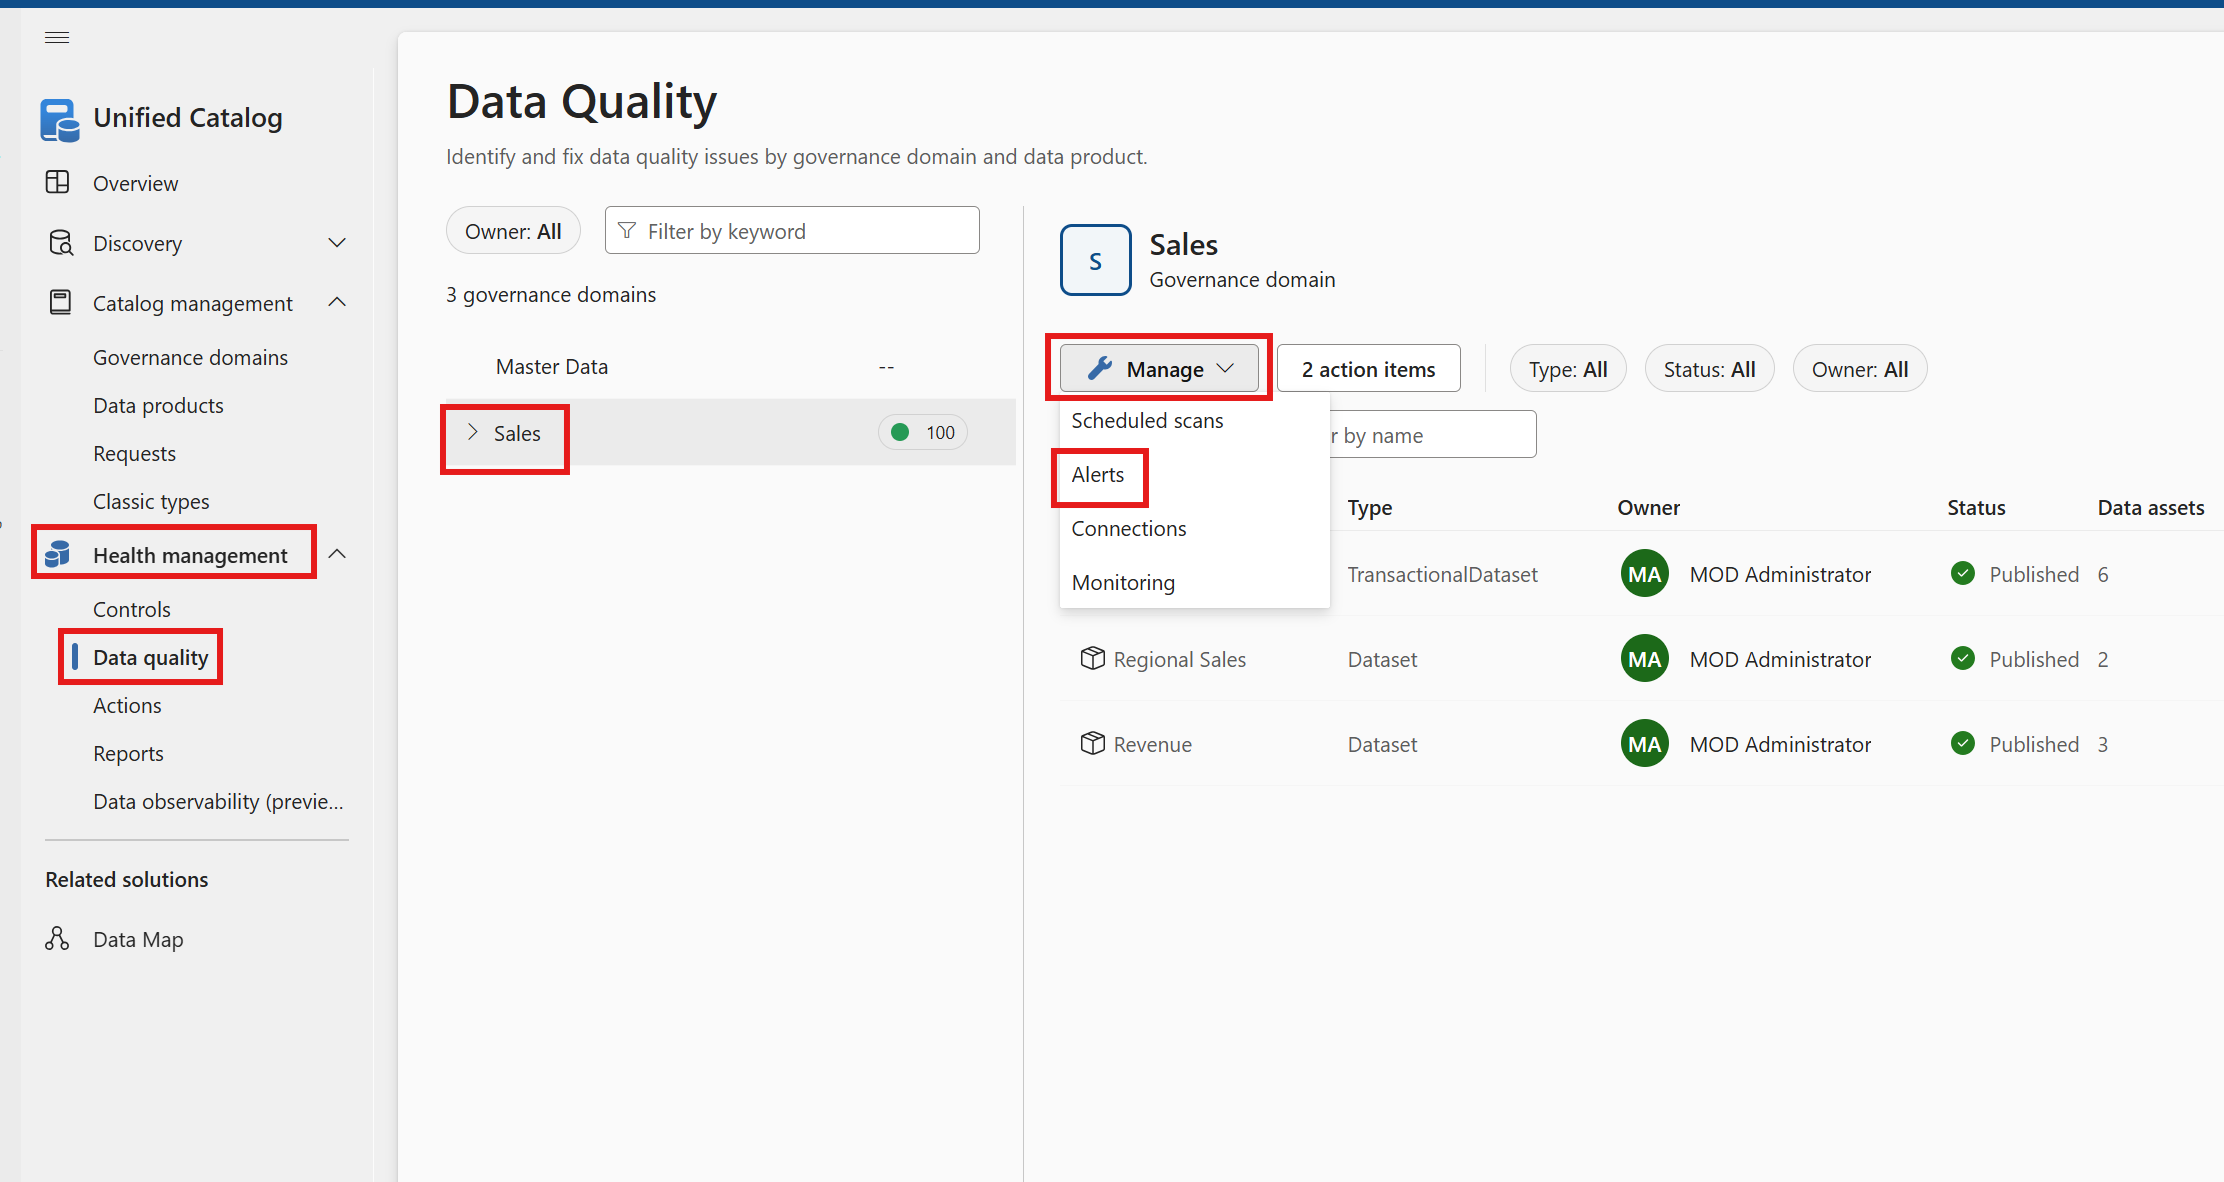 Unified Catalog
Overview
Discovery
Catalog management
Governance domains
Data products
Requests
Classic types
Health management
Controls
Data quality
Actions
Reports
Data observability (previe...
Related solutions
Data Map
Data Quality
Identify and fix data quality issues by governance domain and data product.
Owner: All
Filter by keyword
3 governance domains
Master Data --
Sales 100
S
Sales
Governance domain
Manage
2 action items
Type: All
Status: All
Owner: All
Scheduled scans
Alerts
Connections
Monitoring
r by name
Type Owner Status Data assets
TransactionalDataset MA MOD Administrator Published 6
Regional Sales Dataset MA MOD Administrator Published 2
Revenue Dataset MA MOD Administrator Published 3